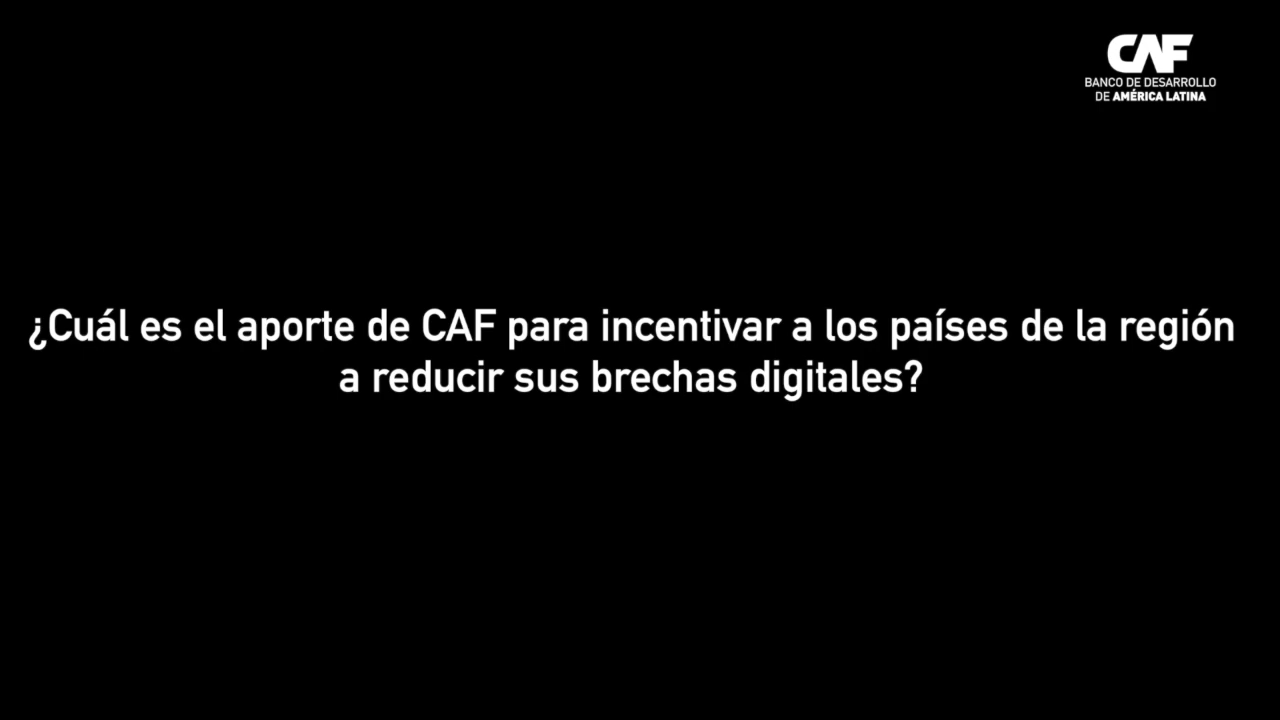 CAF
BANCO DE DESARROLLO
DE AMÉRICA LATINA
¿Cuál es el aporte de CAF para incentivar a los países de la región
a reducir sus brechas digitales?